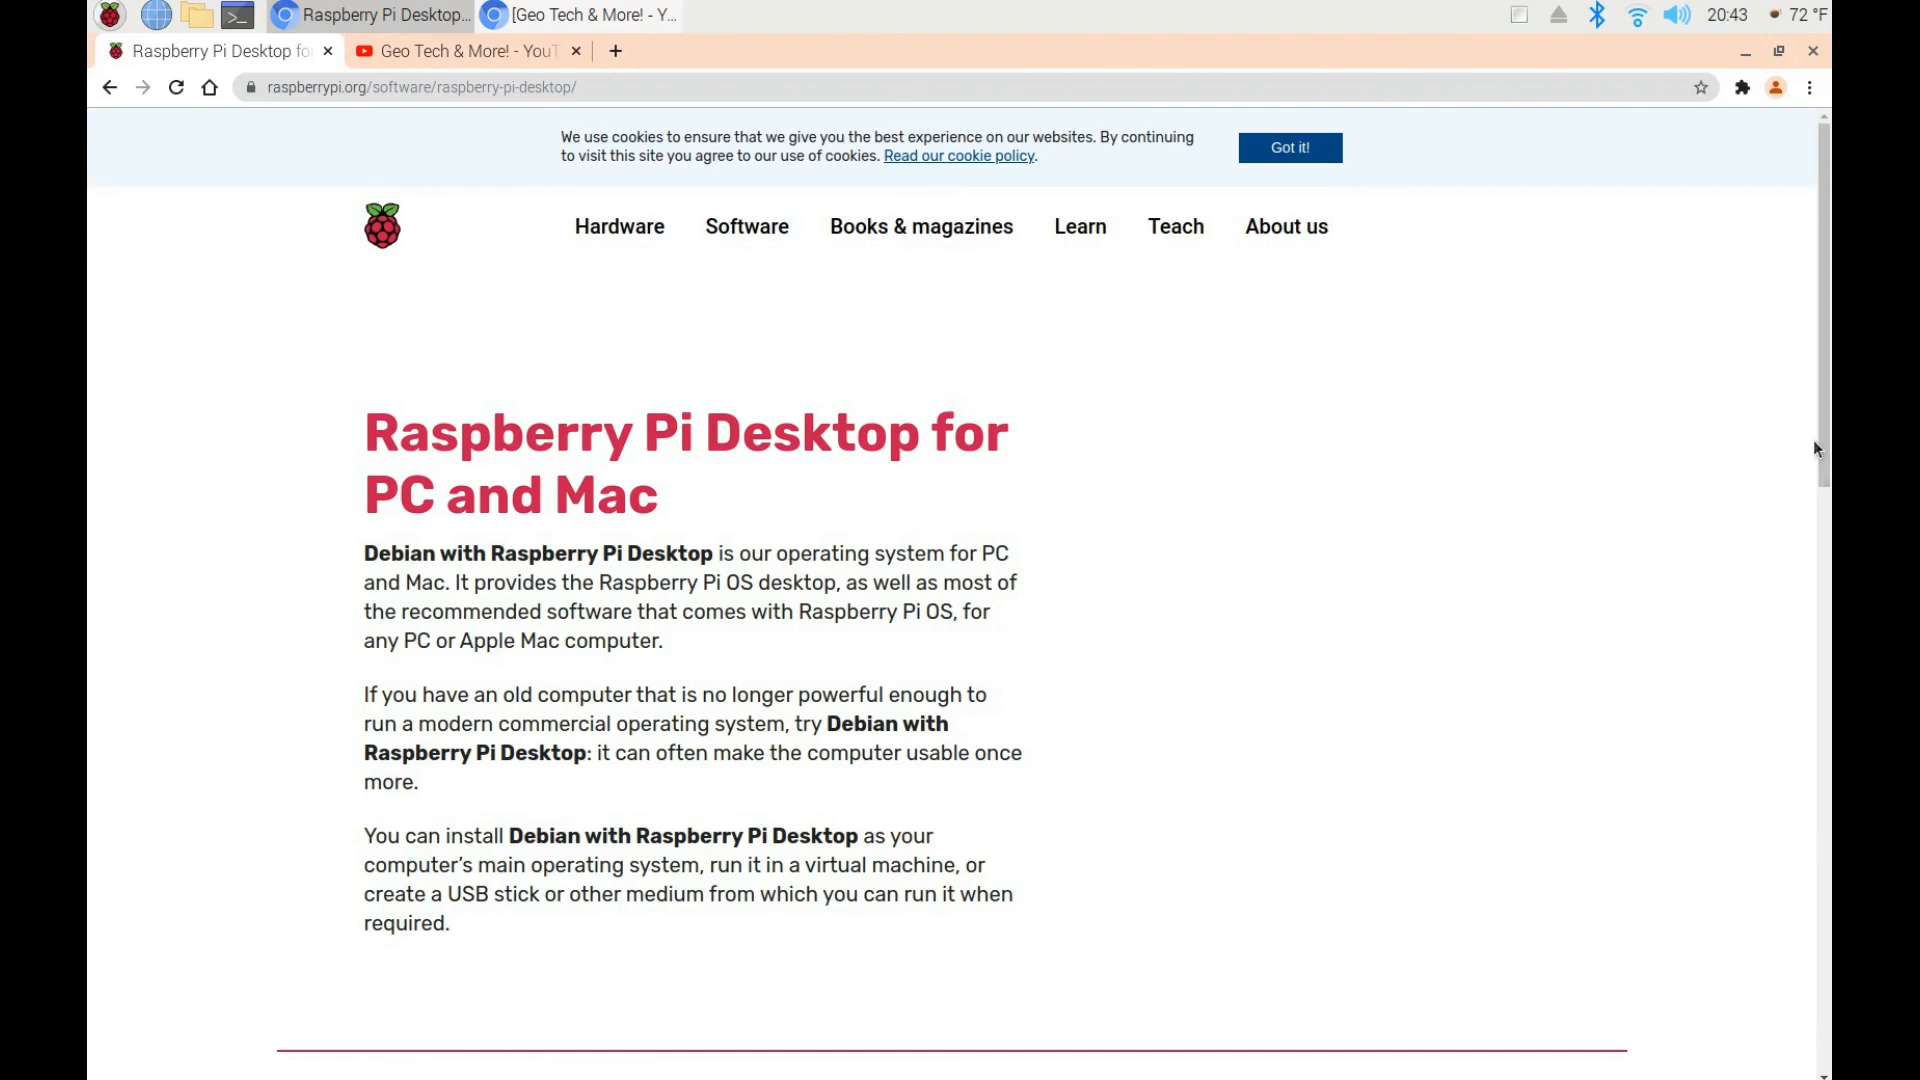 Raspberry Pi Desktop... [Geo Tech & More! - Y... 20:43 72 °F
Raspberry Pi Desktop fo Geo Tech & More! - YouT
raspberrypi.org/software/raspberry-pi-desktop/
We use cookies to ensure that we give you the best experience on our websites. By continuing
to visit this site you agree to our use of cookies. Read our cookie policy.
Got it!
Hardware Software Books & magazines Learn Teach About us
Raspberry Pi Desktop for
PC and Mac
Debian with Raspberry Pi Desktop is our operating system for PC
and Mac. It provides the Raspberry Pi OS desktop, as well as most of
the recommended software that comes with Raspberry Pi OS, for
any PC or Apple Mac computer.
If you have an old computer that is no longer powerful enough to
run a modern commercial operating system, try Debian with
Raspberry Pi Desktop: it can often make the computer usable once
more.
You can install Debian with Raspberry Pi Desktop as your
computer’s main operating system, run it in a virtual machine, or
create a USB stick or other medium from which you can run it when
required.